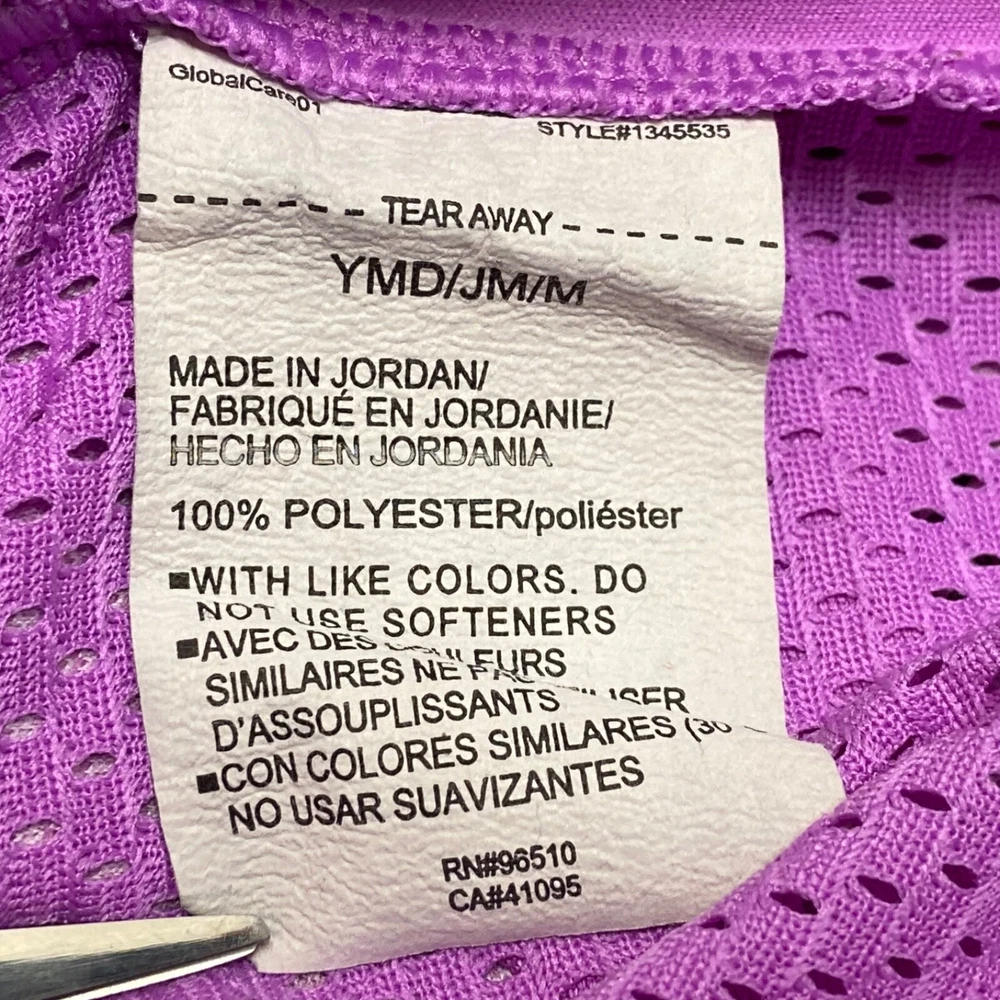 GlobalCare01
STYLE#1345535
TEAR AWAY
YMD/JM/M
MADE IN JORDAN/
FABRIQUÉ EN JORDANIE/
HECHO EN JORDANIA
100% POLYESTER/poliéster
■WITH LIKE COLORS. DO
NOT USE SOFTENERS
■AVEC DES
SIMILAIRES NE
D'ASSOUPLISSANTS
■CON COLORES SIMILARES (30
NO USAR SUAVIZANTES
RN#96510
CA#41095